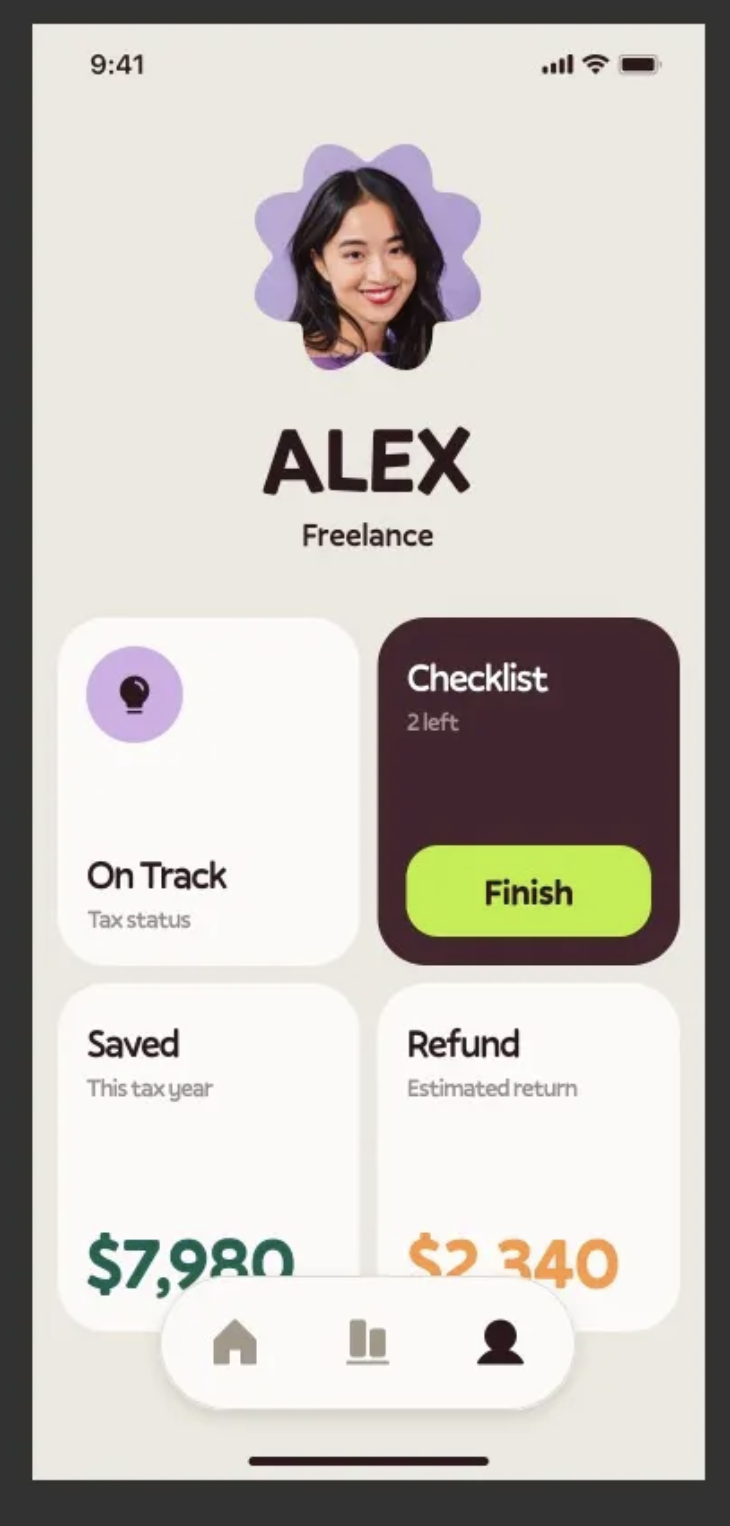 9:41
ALEX
Freelance
On Track
Tax status
Checklist
2 left
Finish
Saved
This tax year
$7,980
Refund
Estimated return
$2,340